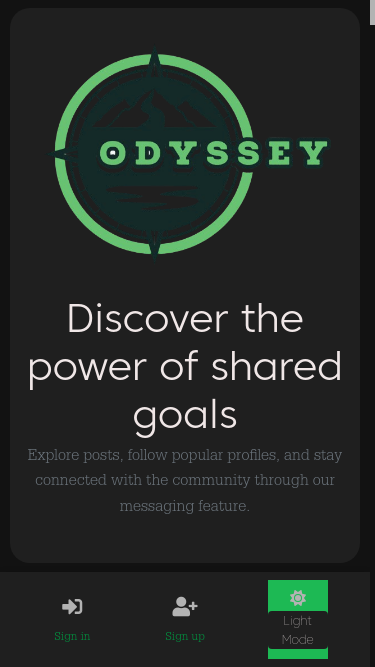 ODYSSEY
Discover the
power of shared
goals
Explore posts, follow popular profiles, and stay
connected with the community through our
messaging feature.
Sign in
Sign up
Light
Mode